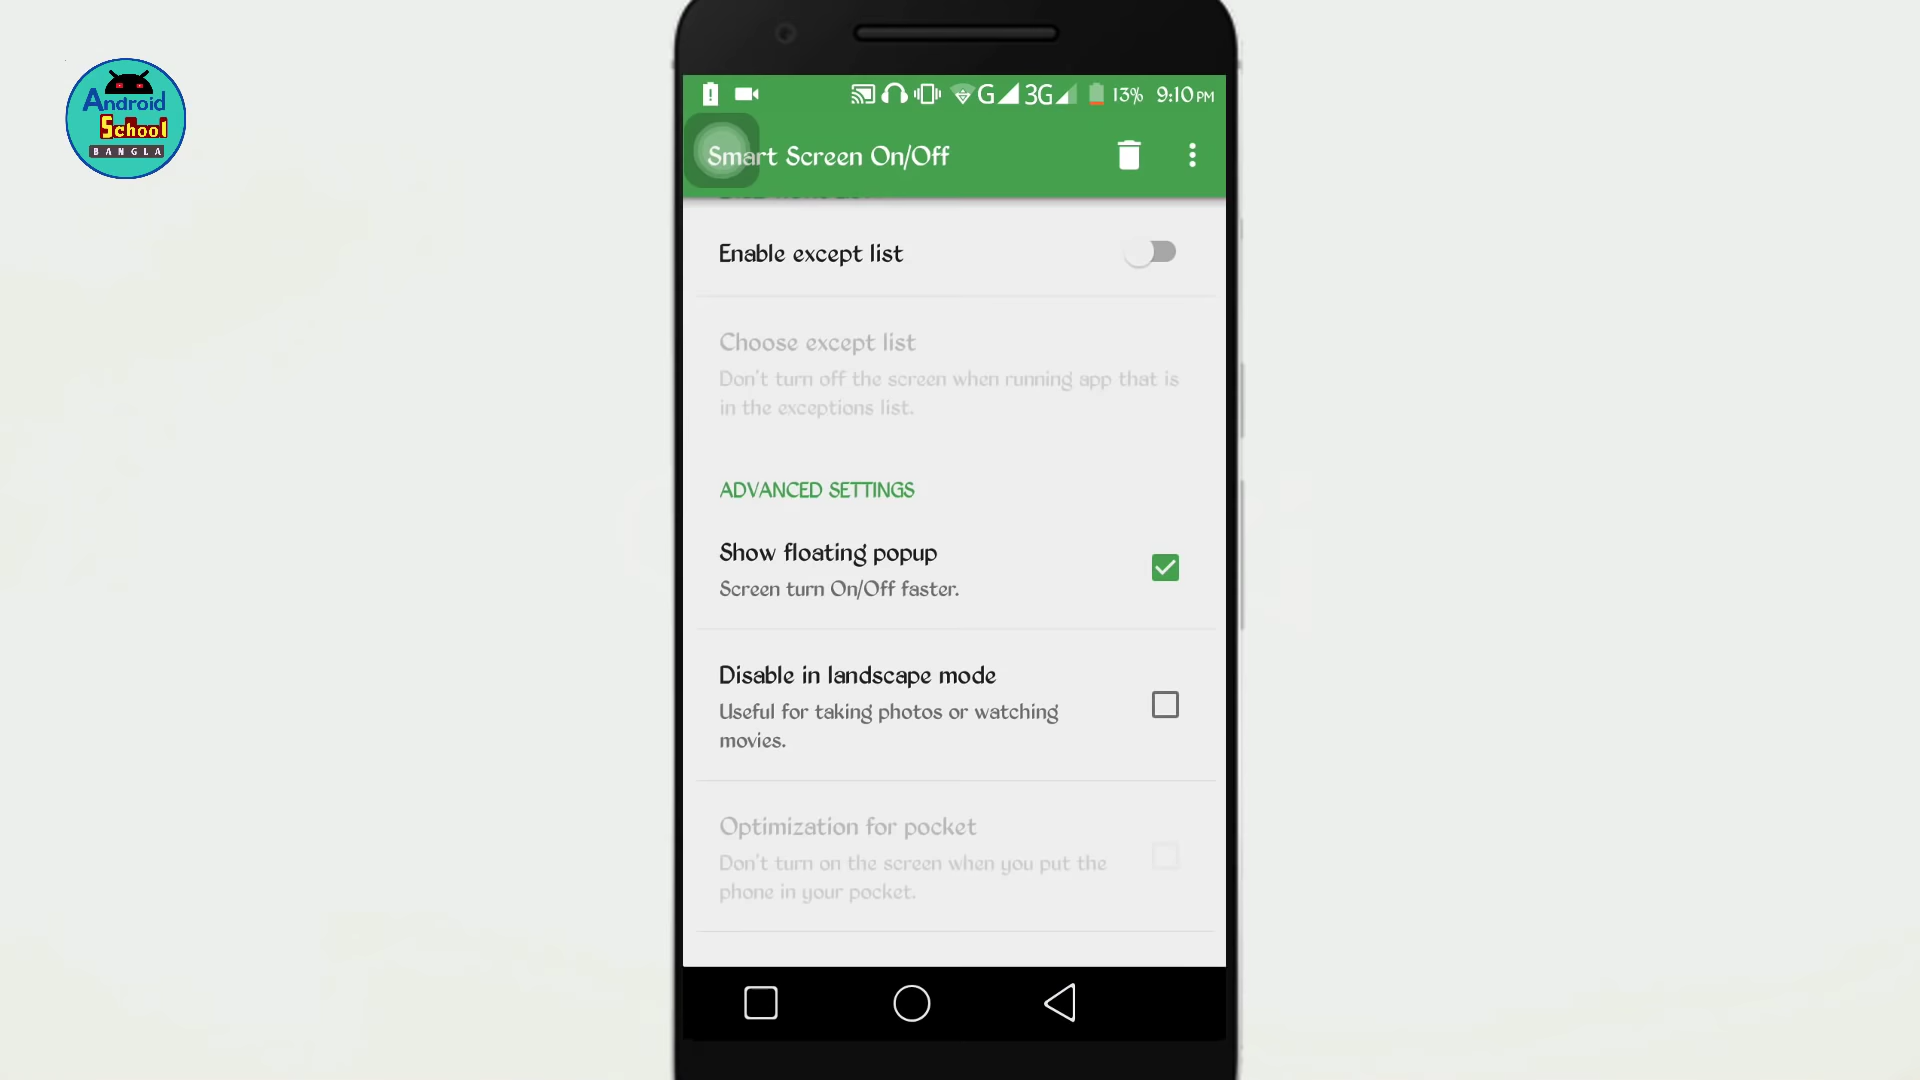 Android
School
BANGLA
G 3G 13% 9:10 PM
Smart Screen On/Off
Enable except list
Choose except list
Don't turn off the screen when running app that is
in the exceptions list.
ADVANCED SETTINGS
Show floating popup
Screen turn On/Off faster.
Disable in landscape mode
Useful for taking photos or watching
movies.
Optimization for pocket
Don't turn on the screen when you put the
phone in your pocket.